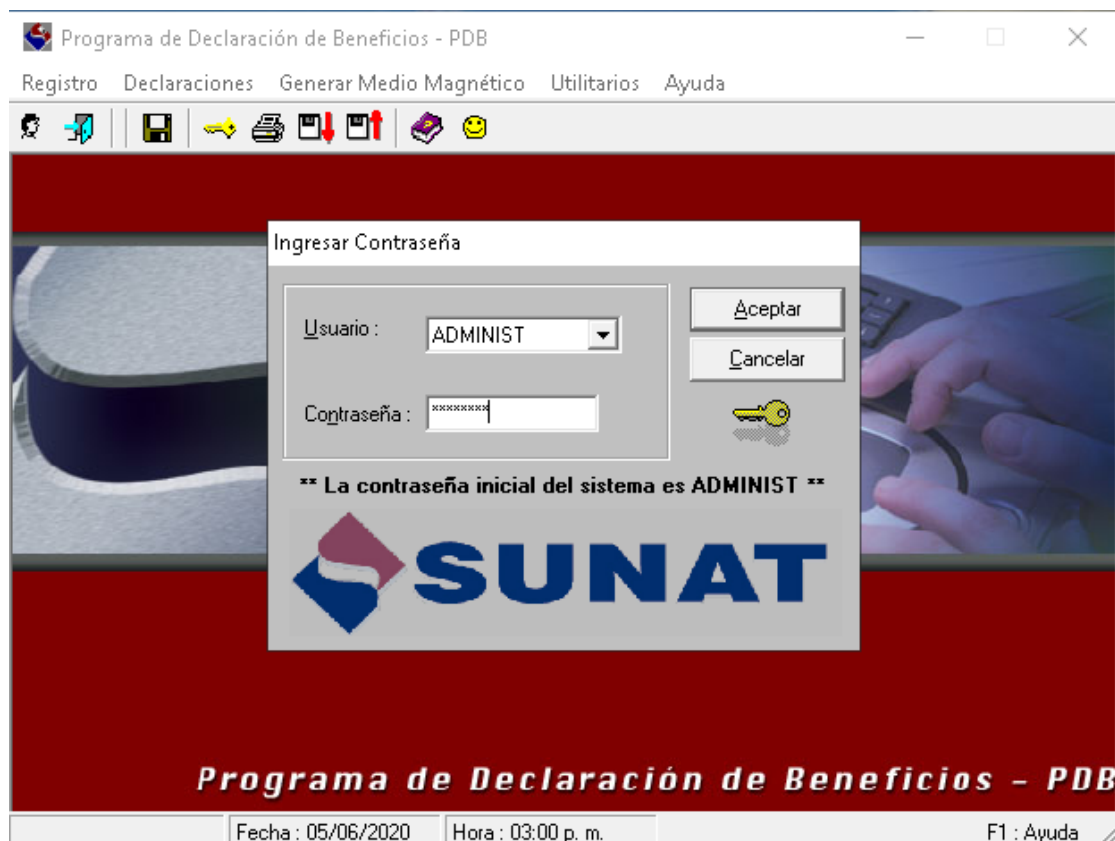 Programa de Declaración de Beneficios - PDB
Registro Declaraciones Generar Medio Magnético Utilitarios Ayuda
Ingresar Contraseña
Usuario : ADMINIST
Aceptar
Cancelar
Contraseña : ********
** La contraseña inicial del sistema es ADMINIST **
SUNAT
Programa de Declaración de Beneficios - PDB
Fecha : 05/06/2020 Hora : 03:00 p. m. F1 : Ayuda